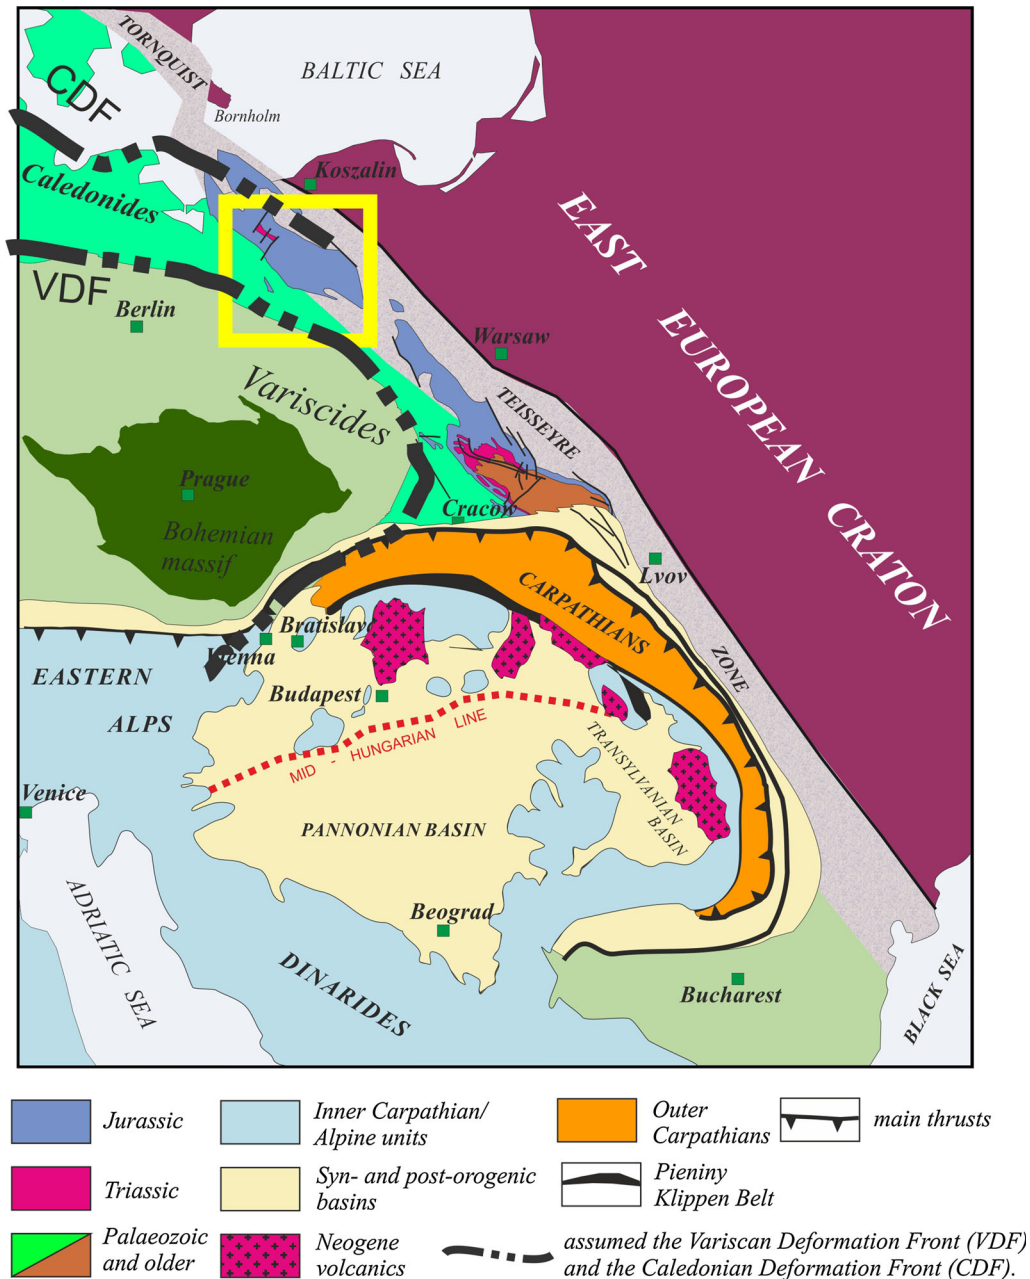 TORNQUIST
BALTIC SEA
CDF
Bornholm
Koszalin
Caledonides
EAST EUROPEAN CRATON
VDF
Berlin
Warsaw
Variscides
TEISSEYRE
Prague
Cracow
Bohemian
massif
Lvov
CARPATHIANS
Bratislava
Vienna
ZONE
EASTERN
ALPS
Budapest
MID - HUNGARIAN LINE
TRANSYLVANIAN
BASIN
Venice
PANNONIAN BASIN
ADRIATIC SEA
Beograd
DINARIDES
Bucharest
BLACK SEA
Jurassic
Inner Carpathian/
Alpine units
Outer
Carpathians
main thrusts
Triassic
Syn- and post-orogenic
basins
Pieniny
Klippen Belt
Palaeozoic
and older
Neogene
volcanics
assumed the Variscan Deformation Front (VDF)
and the Caledonian Deformation Front (CDF).